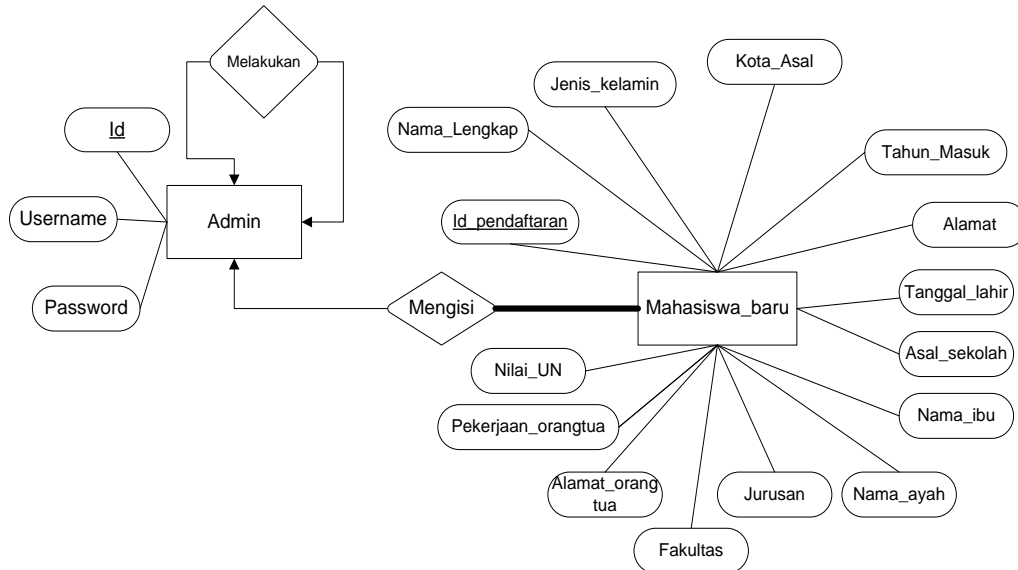 Melakukan
Kota_Asal
Jenis_kelamin
Id
Nama_Lengkap
Tahun_Masuk
Username
Admin
Id_pendaftaran
Alamat
Password
Mengisi
Mahasiswa_baru
Tanggal_lahir
Asal_sekolah
Nilai_UN
Nama_ibu
Pekerjaan_orangtua
Alamat_orang
tua
Jurusan
Nama_ayah
Fakultas